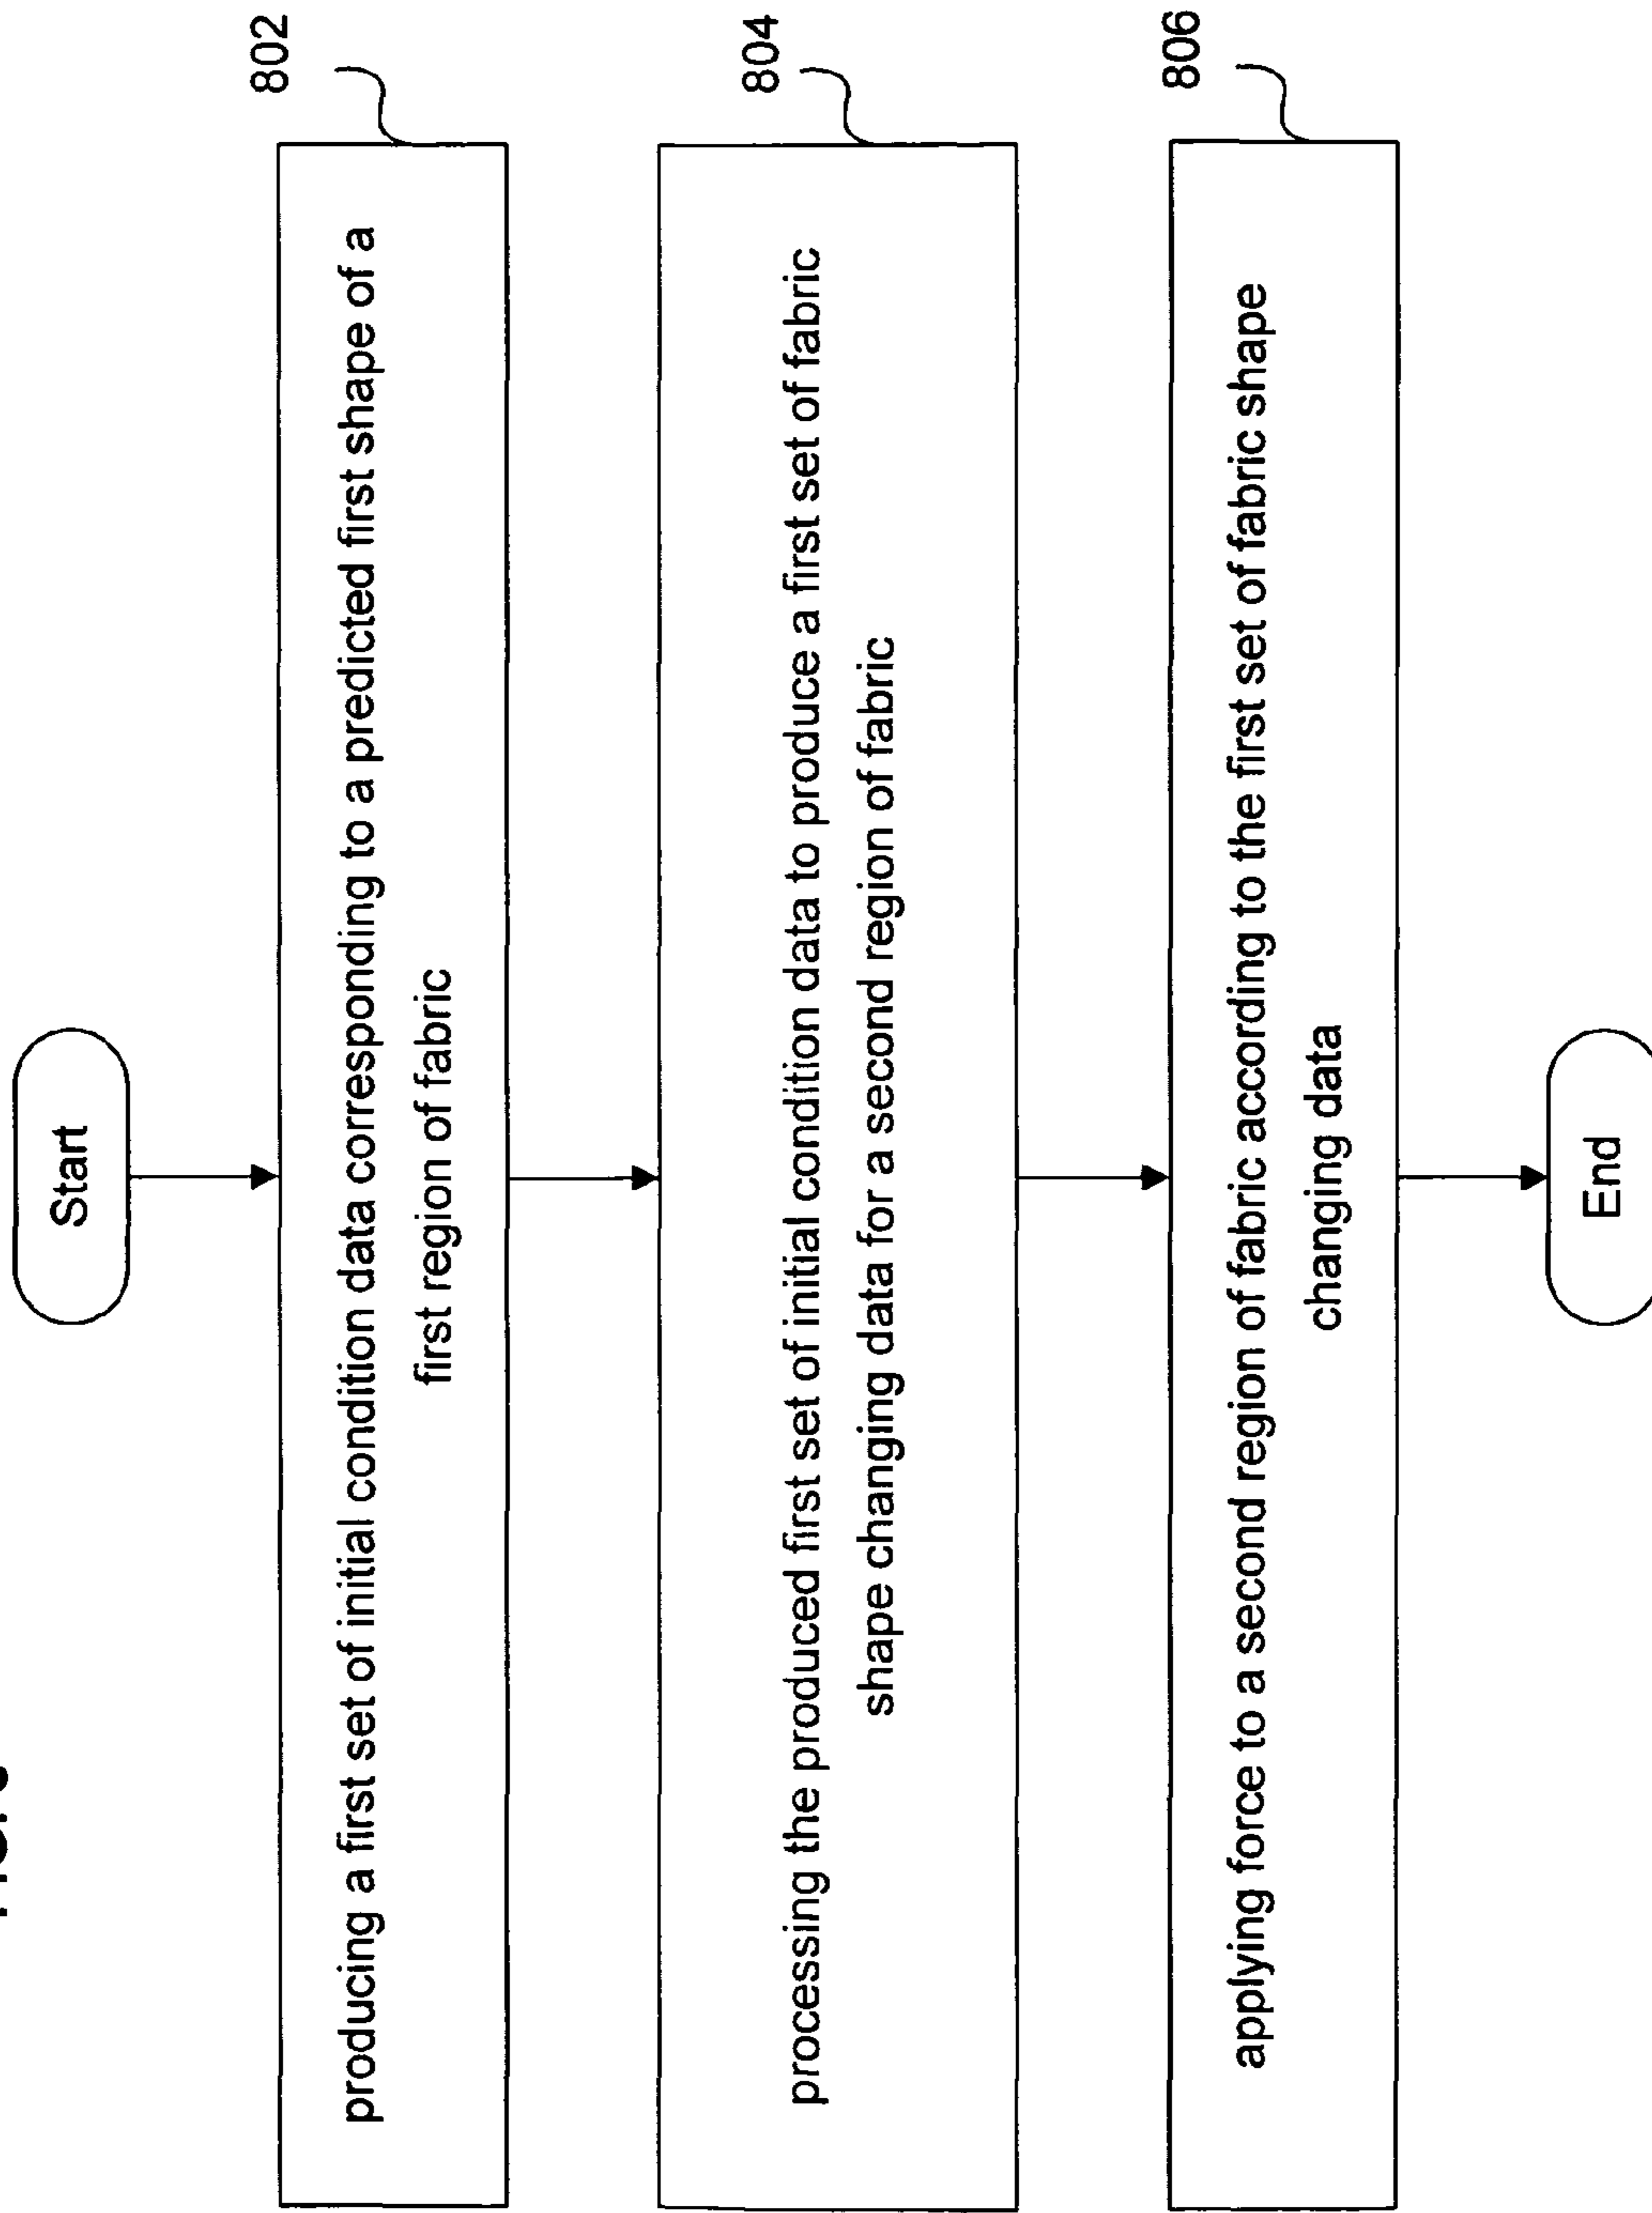 Start
802
producing a first set of initial condition data corresponding to a predicted first shape of a
first region of fabric
804
processing the produced first set of initial condition data to produce a first set of fabric
shape changing data for a second region of fabric
806
applying force to a second region of fabric according to the first set of fabric shape
changing data
End